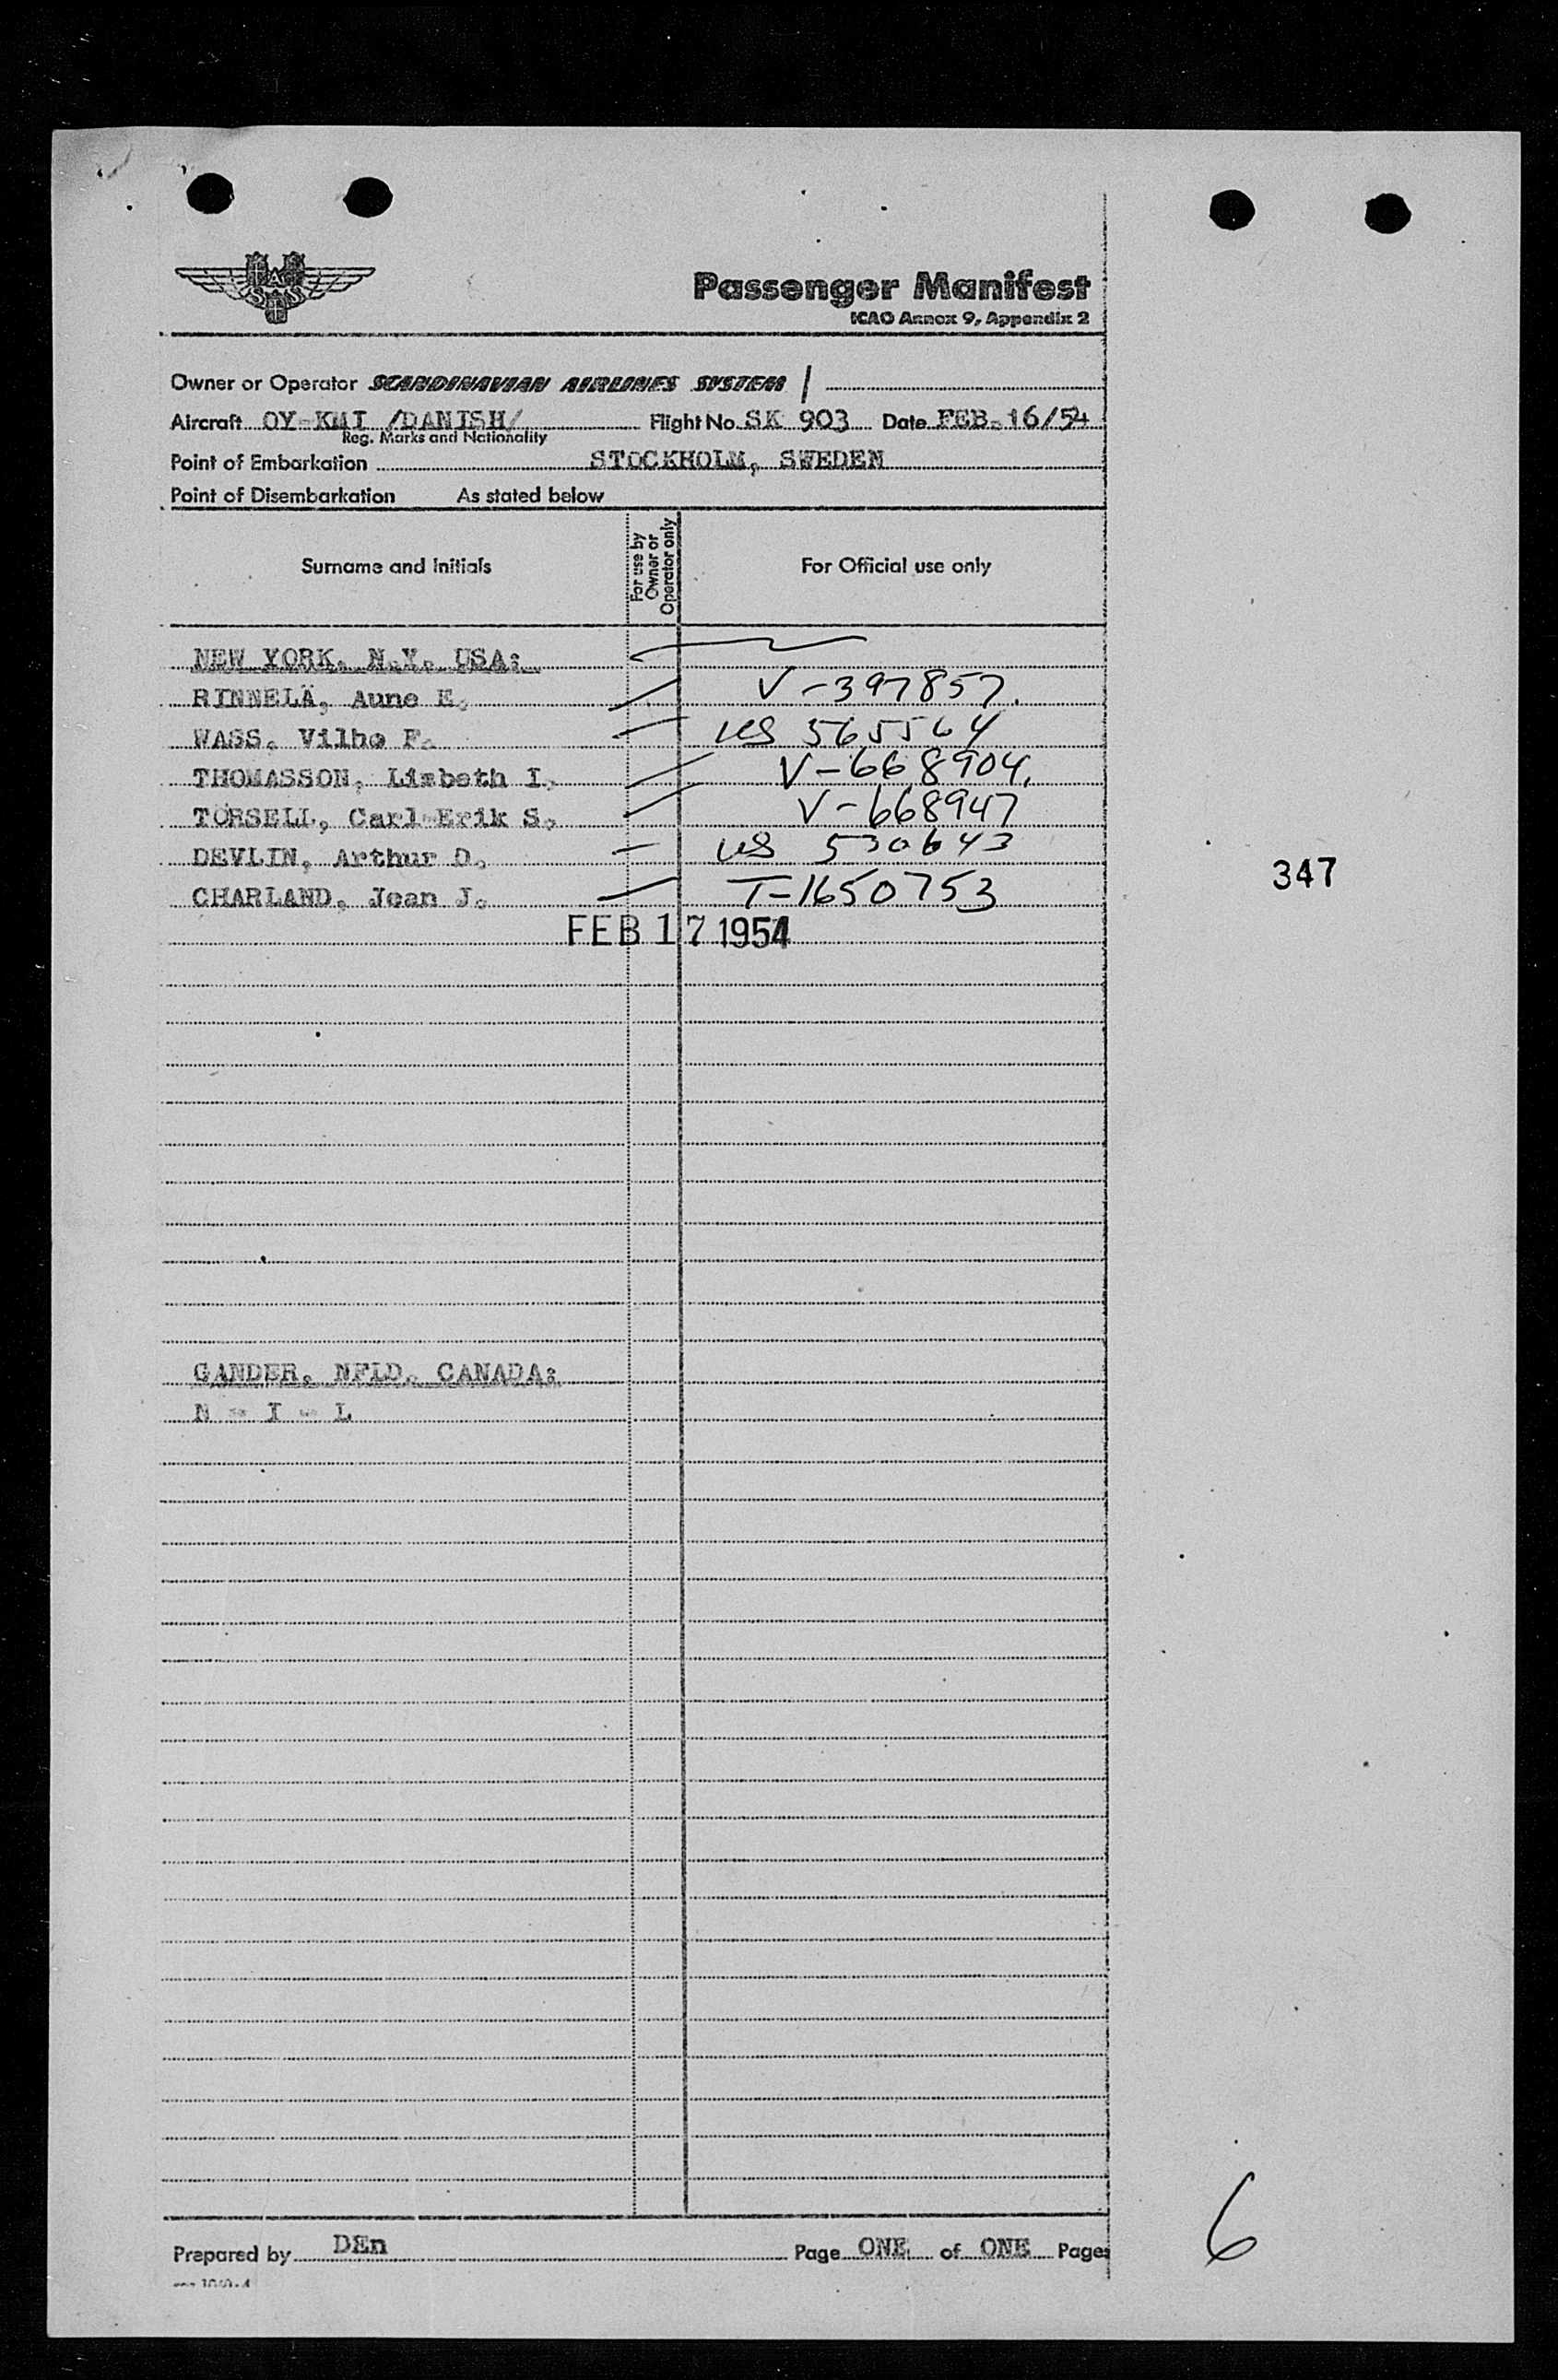 Passenger Manifest
ICAO Annex 9, Appendix 2
Owner or Operator SCANDINAVIAN AIRLINES SYSTEM
Aircraft OY-KMI /DANISH/ Flight No. SK 903 Date FEB. 16/54
Reg. Marks and Nationality
Point of Embarkation STOCKHOLM, SWEDEN
Point of Disembarkation As stated below
Surname and Initials For use by Owner or Operator only For Official use only
NEW YORK, N.Y. USA:
RINNELÄ, Aune E. V-397857.
WASS, Vilho F. US 565564
THOMASSON, Lisbeth I. V-668904.
TORSELL, Carl-Erik S. V-668947
DEVLIN, Arthur D. US 530643
347
CHARLAND, Jean J. T-1650753
FEB 17 1954
GANDER, NFLD. CANADA:
N - I - L
Prepared by DEn Page ONE of ONE Pages
6